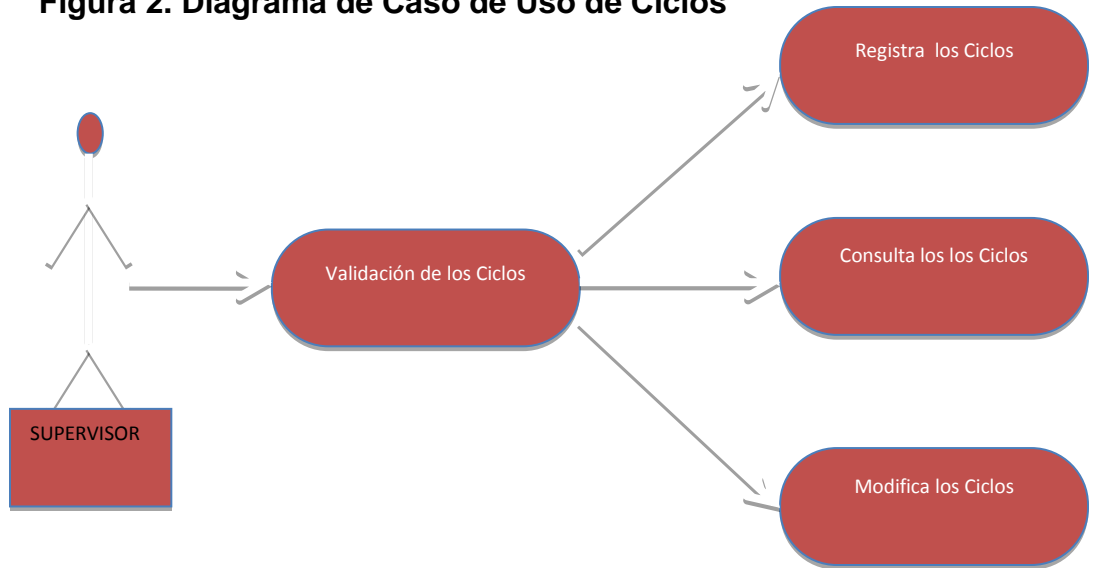 Figura 2. Diagrama de Caso de Uso de Ciclos
Registra los Ciclos
Validación de los Ciclos
Consulta los los Ciclos
SUPERVISOR
Modifica los Ciclos